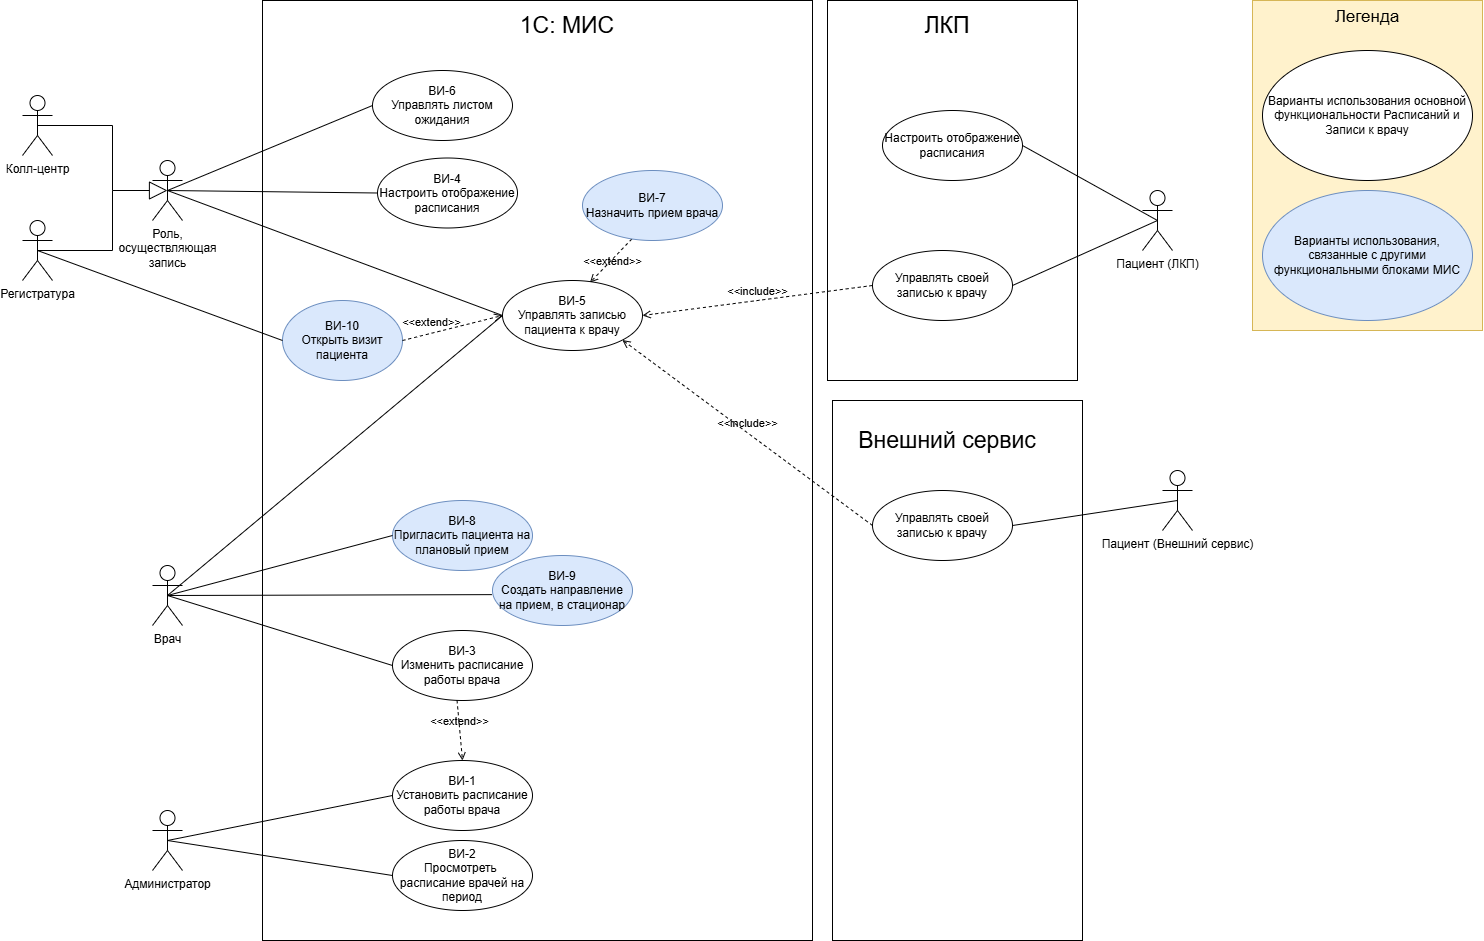 1С: МИС
ЛКП
Легенда
ВИ-6
Управлять листом
ожидания
Варианты использования основной
функциональности Расписаний и
Записи к врачу
Колл-центр
Настроить отображение
расписания
ВИ-4
Настроить отображение
расписания
ВИ-7
Назначить прием врача
Роль,
осуществляющая
запись
Варианты использования,
связанные с другими
функциональными блоками МИС
<<extend>>
Пациент (ЛКП)
Регистратура
Управлять своей
записью к врачу
<<include>>
ВИ-5
Управлять записью
пациента к врачу
<<extend>>
ВИ-10
Открыть визит
пациента
<<include>>
Внешний сервис
ВИ-8
Пригласить пациента на
плановый прием
Управлять своей
записью к врачу
Пациент (Внешний сервис)
ВИ-9
Создать направление
на прием, в стационар
Врач
ВИ-3
Изменить расписание
работы врача
<<extend>>
ВИ-1
Установить расписание
работы врача
ВИ-2
Просмотреть
расписание врачей на
период
Администратор